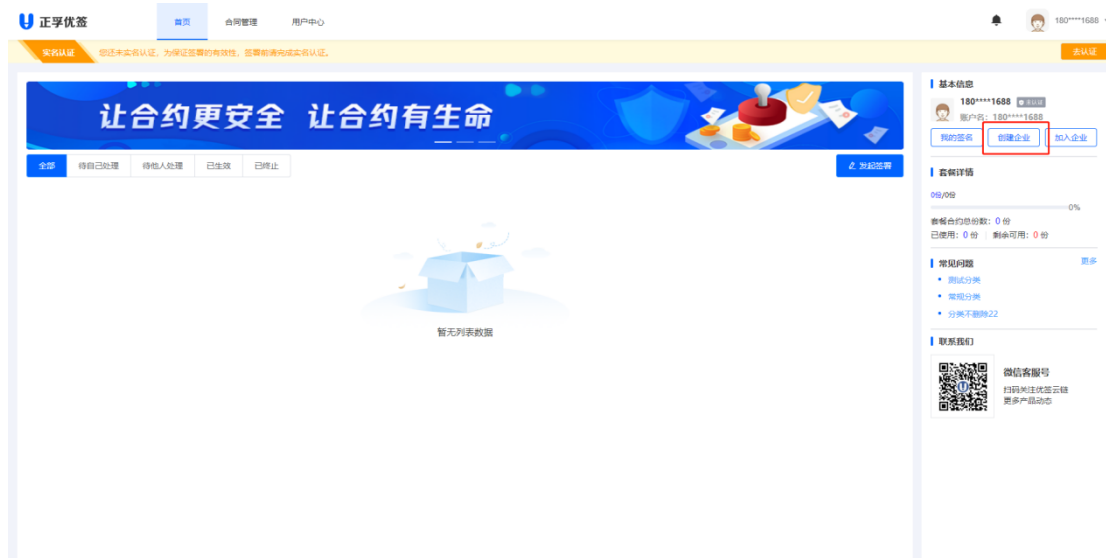 正孚优签
首页
合同管理
用户中心
180****1688
实名认证
您还未实名认证，为保证签署的有效性，签署前请完成实名认证。
去认证
让合约更安全 让合约有生命
全部
待自己处理
待他人处理
已生效
已终止
发起签署
暂无列表数据
基本信息
180****1688
未认证
账户名：180****1688
我的签名
创建企业
加入企业
套餐详情
0份/0份
0%
套餐合约总份数：0 份
已使用：0 份
剩余可用：0 份
常见问题
更多
测试分类
常规分类
分类不删除22
联系我们
微信客服号
扫码关注优签云链
更多产品动态